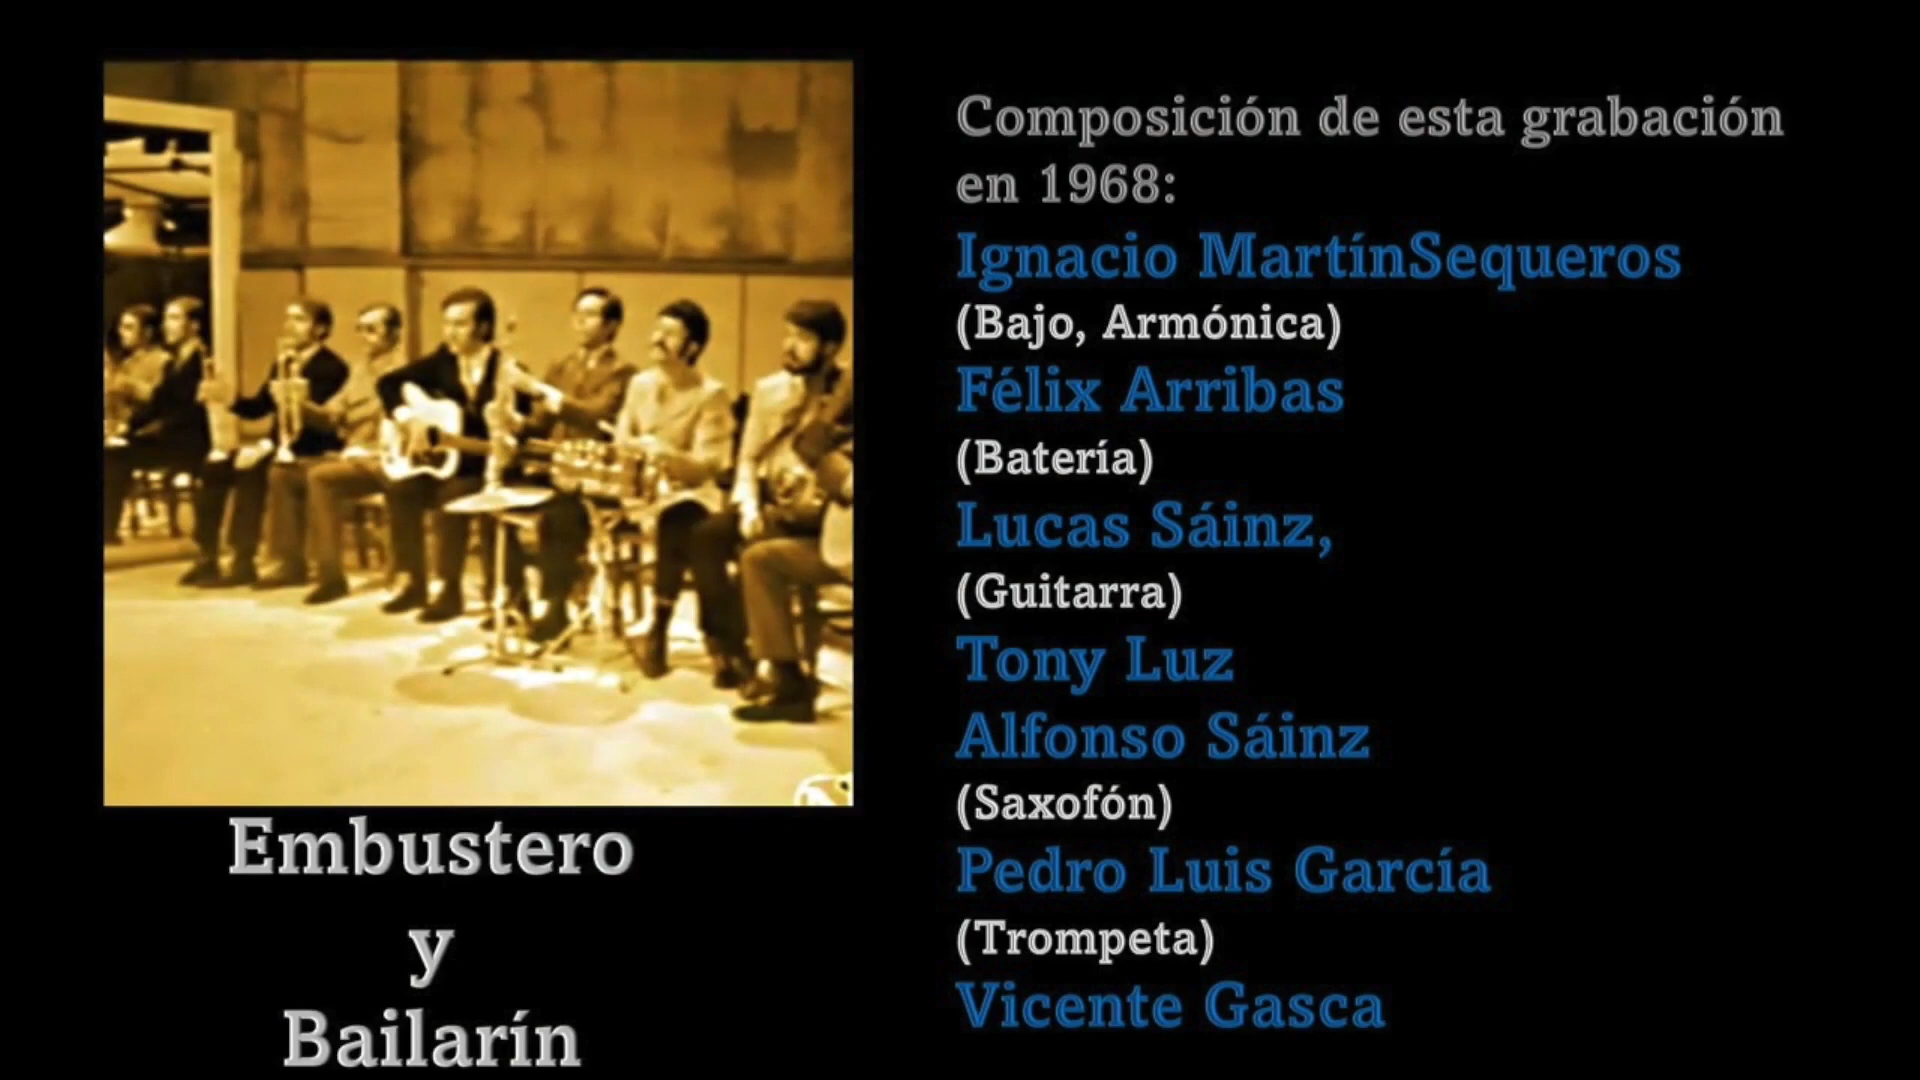 Composición de esta grabación
en 1968:
Ignacio MartínSequeros
(Bajo, Armónica)
Félix Arribas
(Batería)
Lucas Sáinz,
(Guitarra)
Tony Luz
Alfonso Sáinz
(Saxofón)
Pedro Luis García
(Trompeta)
Vicente Gasca
Embustero
y
Bailarín